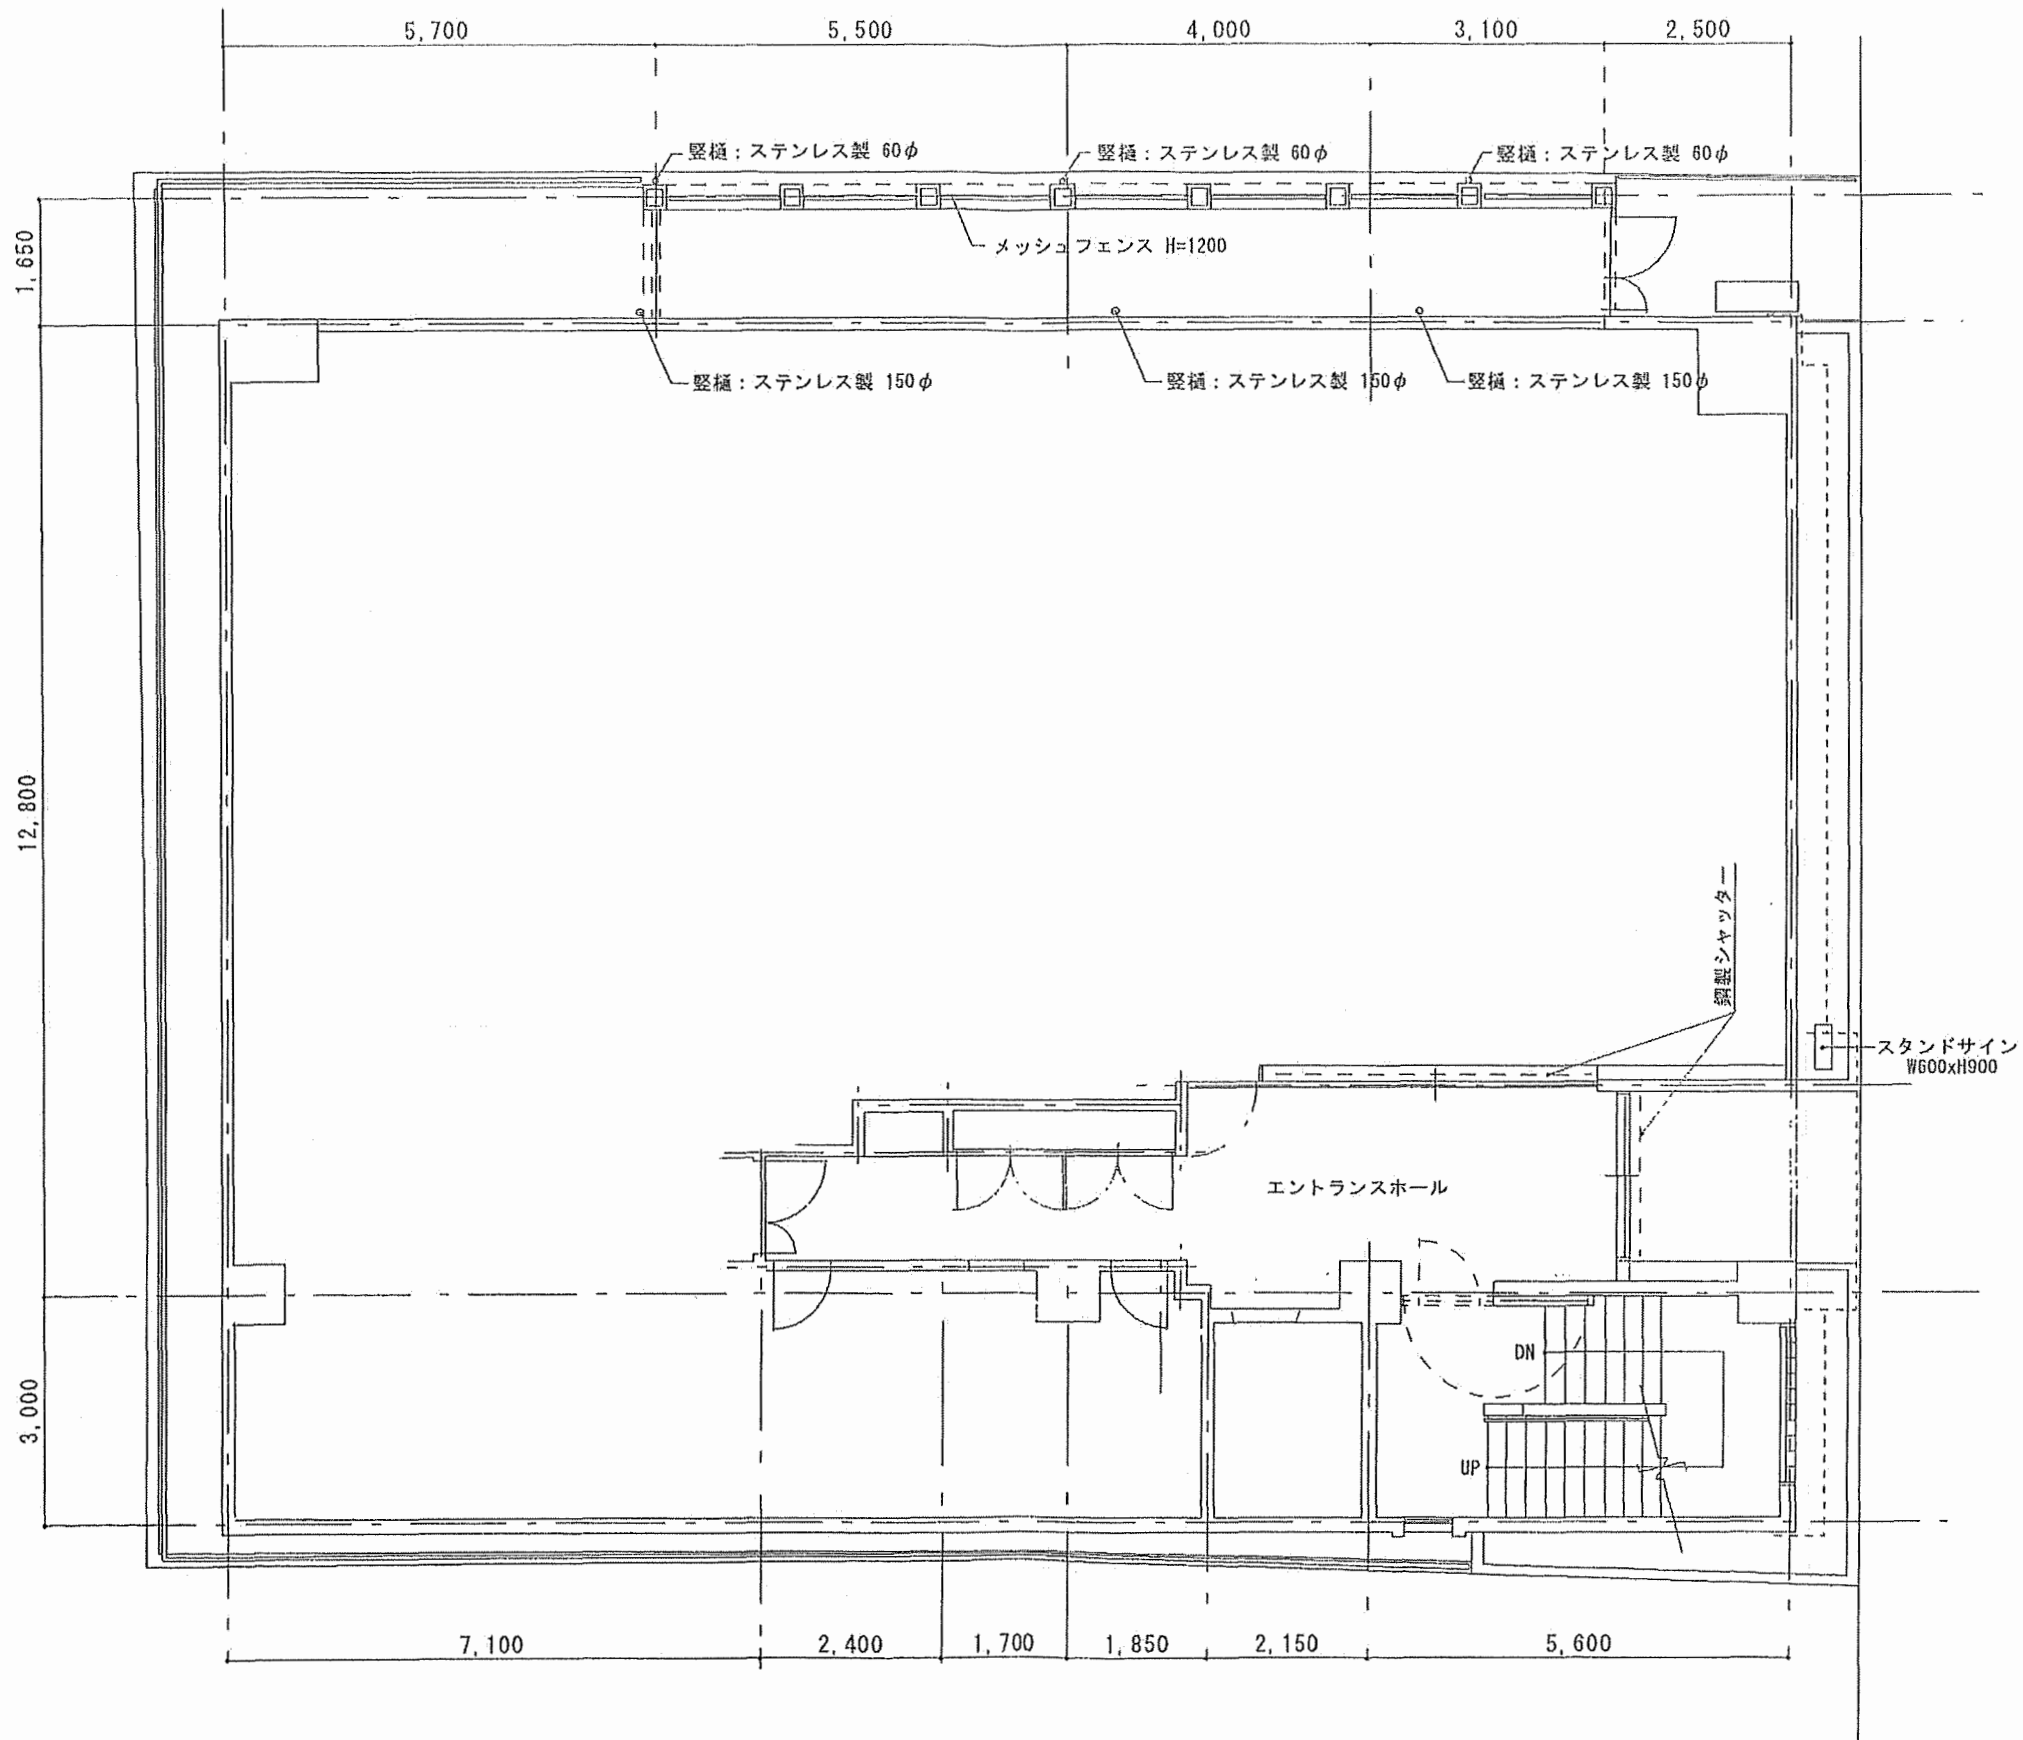 5,700
5,500
4,000
3,100
2,500
竪樋：ステンレス製 60φ
竪樋：ステンレス製 60φ
竪樋：ステンレス製 60φ
1,650
メッシュフェンス H=1200
竪樋：ステンレス製 150φ
竪樋：ステンレス製 150φ
竪樋：ステンレス製 150φ
12,800
鋼製シャッター
スタンドサイン
W600xH900
エントランスホール
DN
UP
3,000
7,100
2,400
1,700
1,850
2,150
5,600